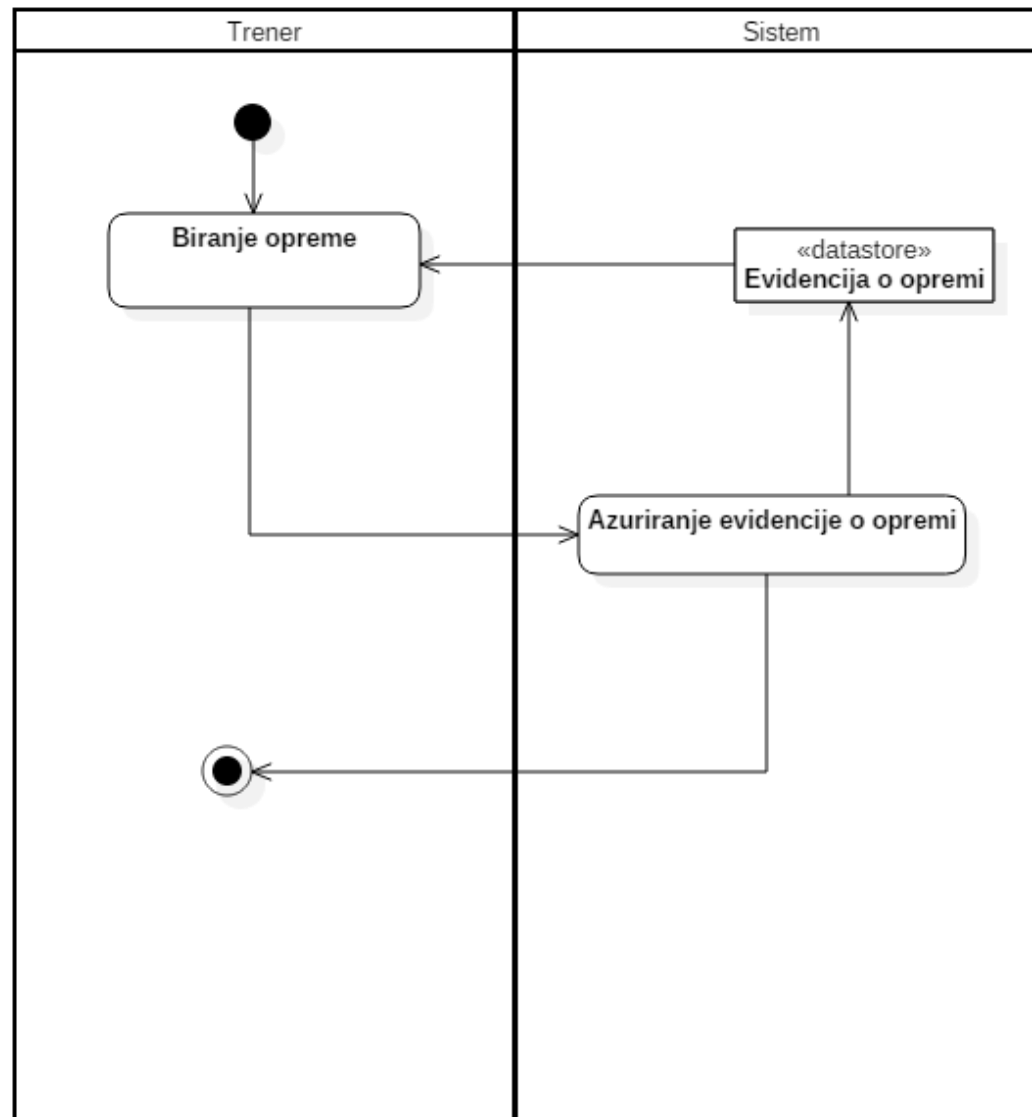 Trener
Sistem
Biranje opreme
«datastore»
Evidencija o opremi
Azuriranje evidencije o opremi